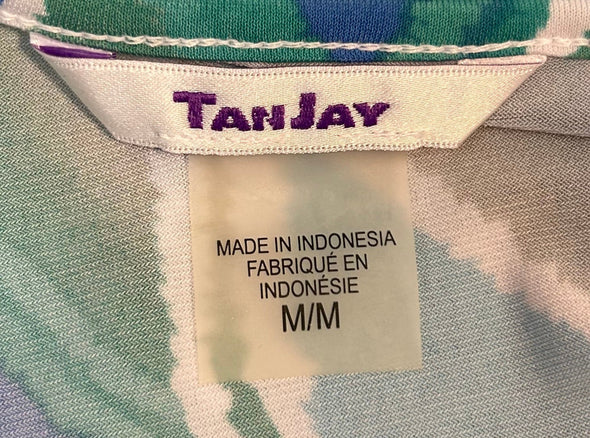 TANJAY
MADE IN INDONESIA
FABRIQUÉ EN
INDONÉSIE
M/M